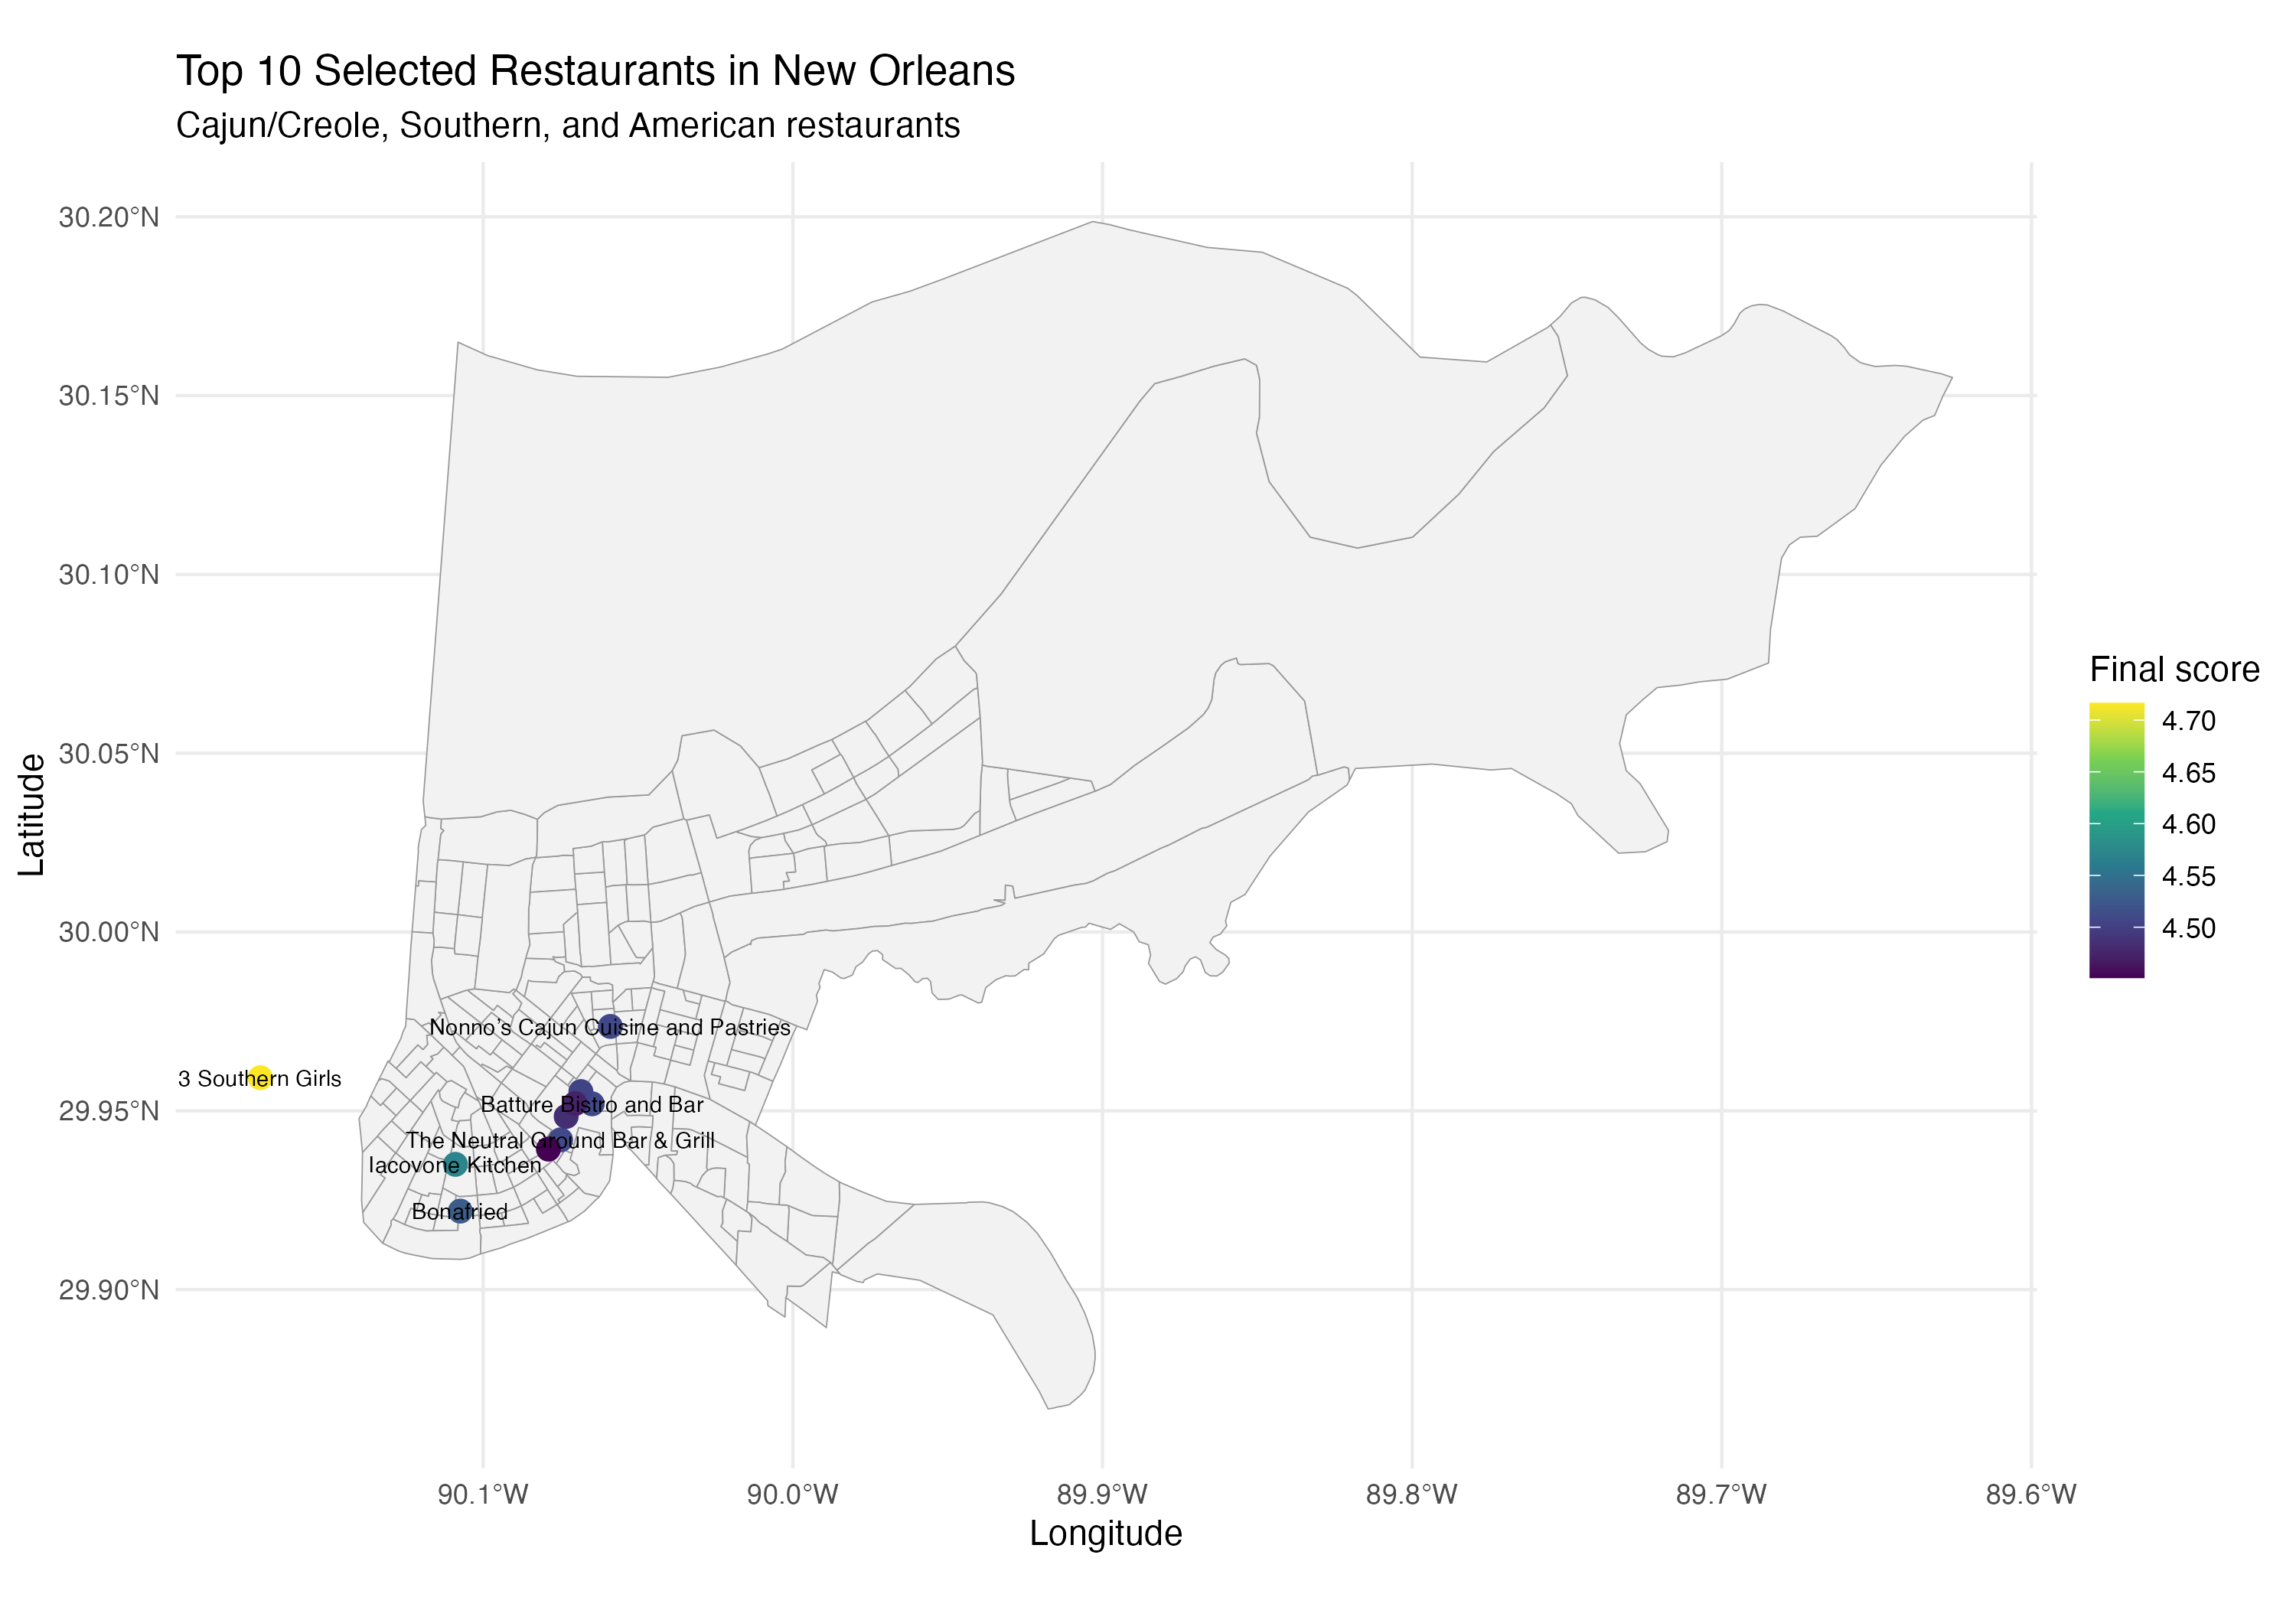 Top 10 Selected Restaurants in New Orleans
Cajun/Creole, Southern, and American restaurants
30.20°N
30.15°N
30.10°N
30.05°N
30.00°N
29.95°N
29.90°N
Latitude
Nonno’s Cajun Cuisine and Pastries
3 Southern Girls
Batture Bistro and Bar
The Neutral Ground Bar & Grill
Iacovone Kitchen
Bonafried
90.1°W
90.0°W
89.9°W
89.8°W
89.7°W
89.6°W
Longitude
Final score
4.70
4.65
4.60
4.55
4.50